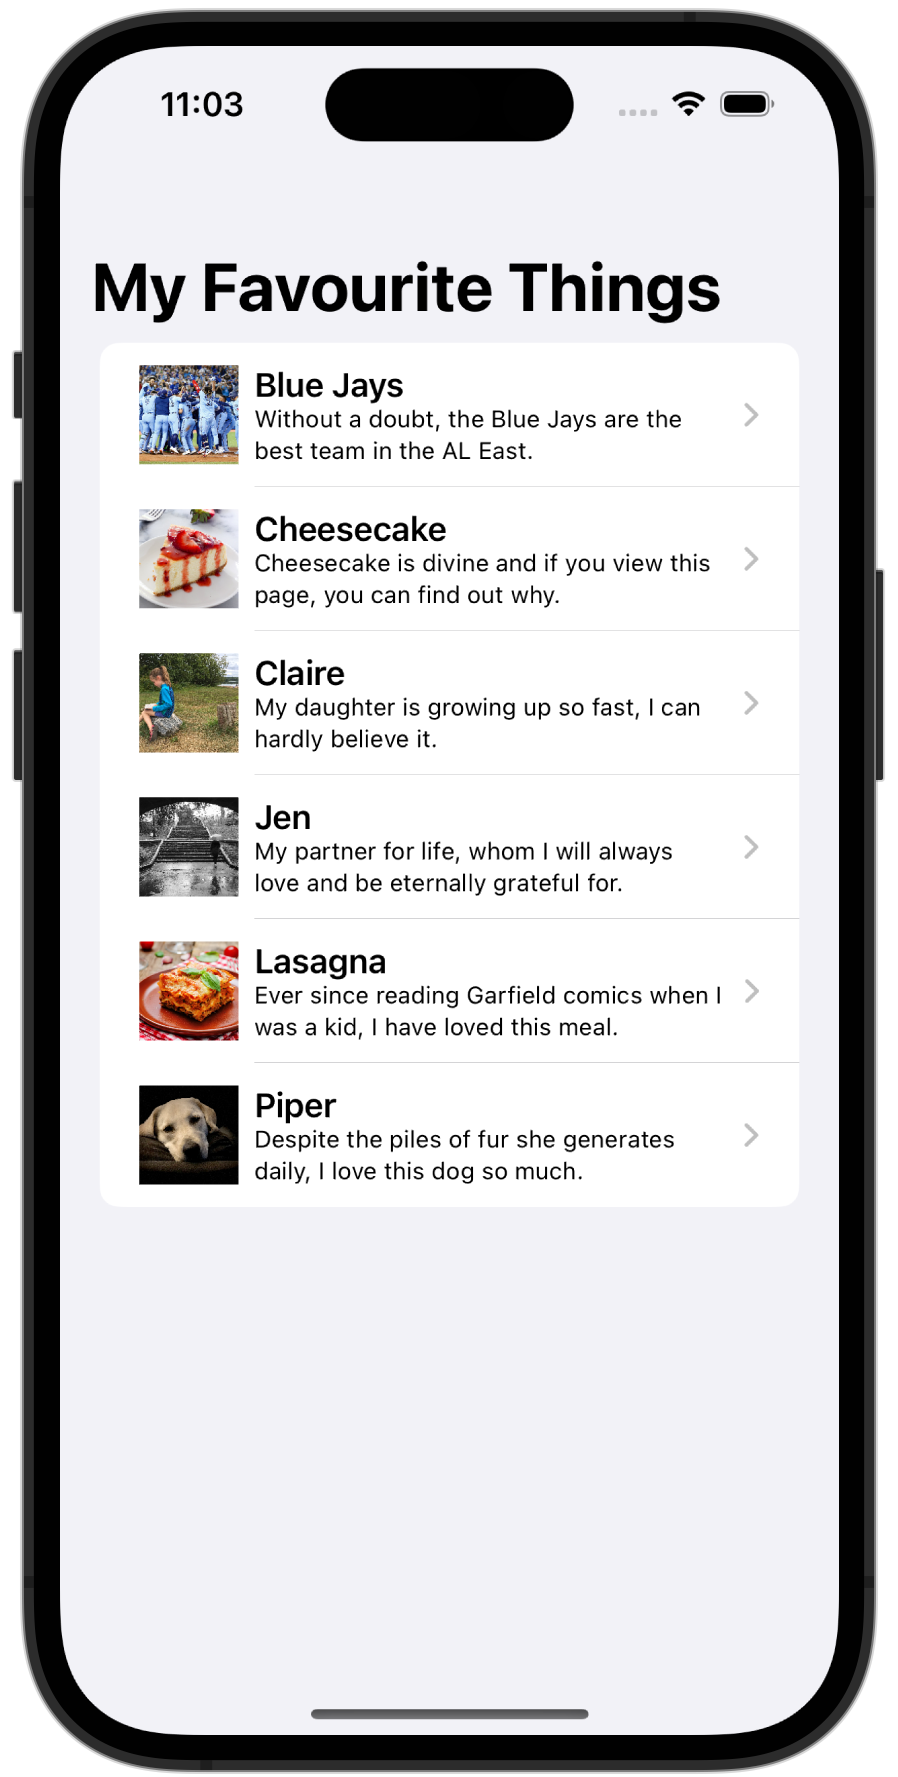 11:03
My Favourite Things
Blue Jays
Without a doubt, the Blue Jays are the
best team in the AL East.
Cheesecake
Cheesecake is divine and if you view this
page, you can find out why.
Claire
My daughter is growing up so fast, I can
hardly believe it.
Jen
My partner for life, whom I will always
love and be eternally grateful for.
Lasagna
Ever since reading Garfield comics when I
was a kid, I have loved this meal.
Piper
Despite the piles of fur she generates
daily, I love this dog so much.